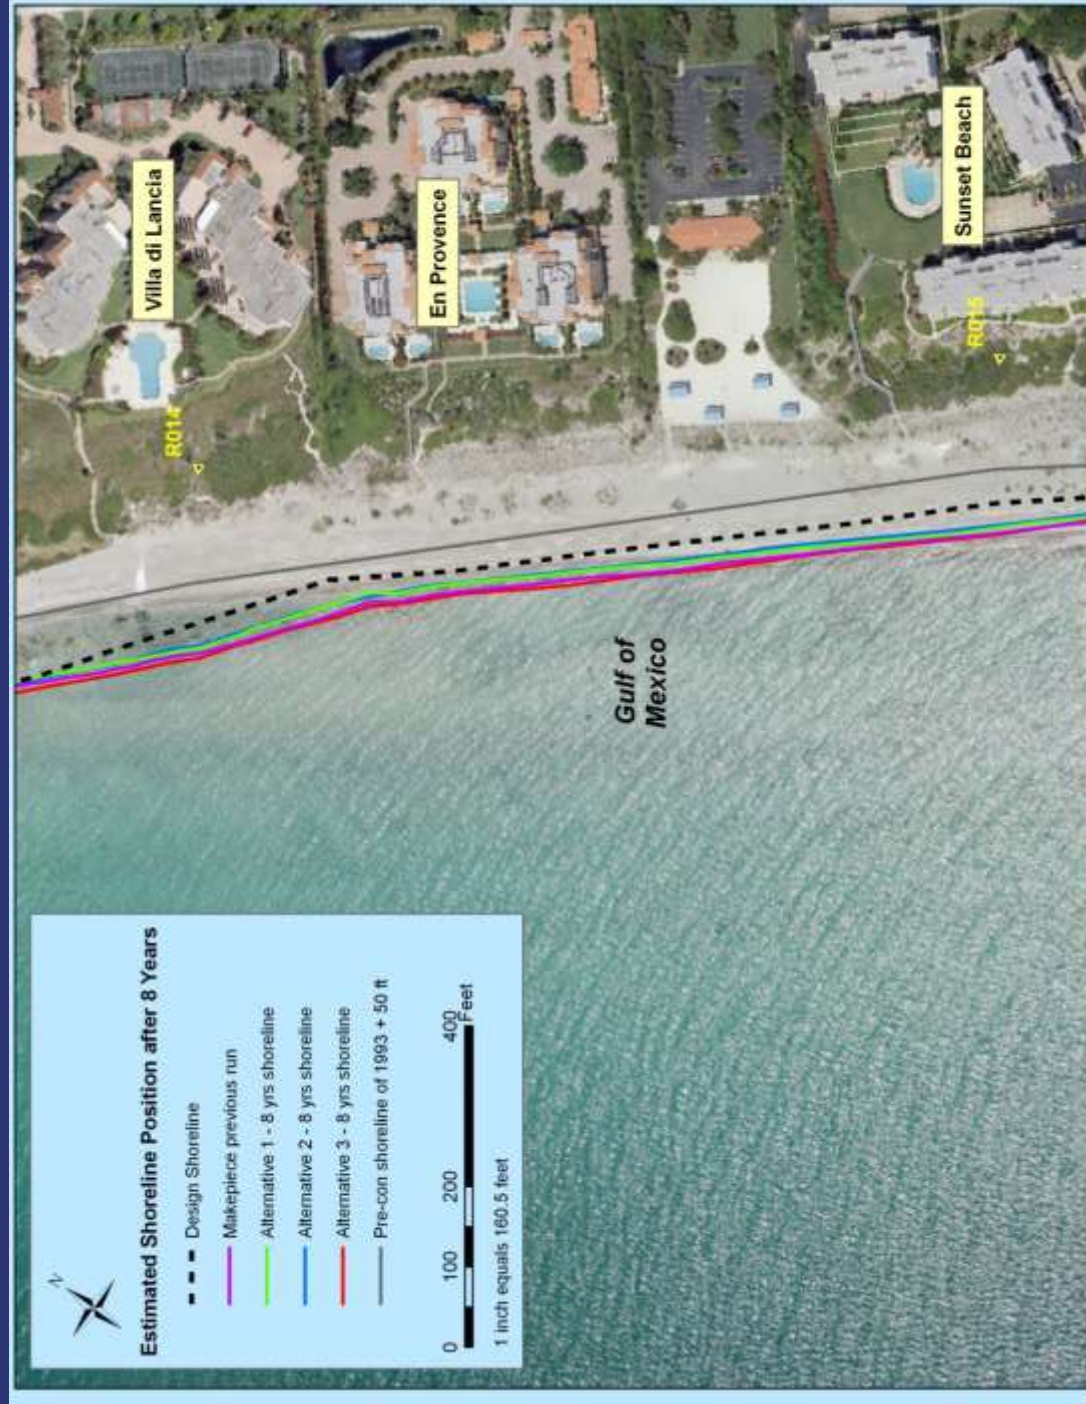 N
Estimated Shoreline Position after 8 Years
Design Shoreline
Makepiece previous run
Alternative 1 - 8 yrs shoreline
Alternative 2 - 8 yrs shoreline
Alternative 3 - 8 yrs shoreline
Pre-con shoreline of 1993 + 50 ft
0 100 200 400
Feet
1 inch equals 160.5 feet
Gulf of
Mexico
R014
Villa di Lancia
En Provence
R015
Sunset Beach